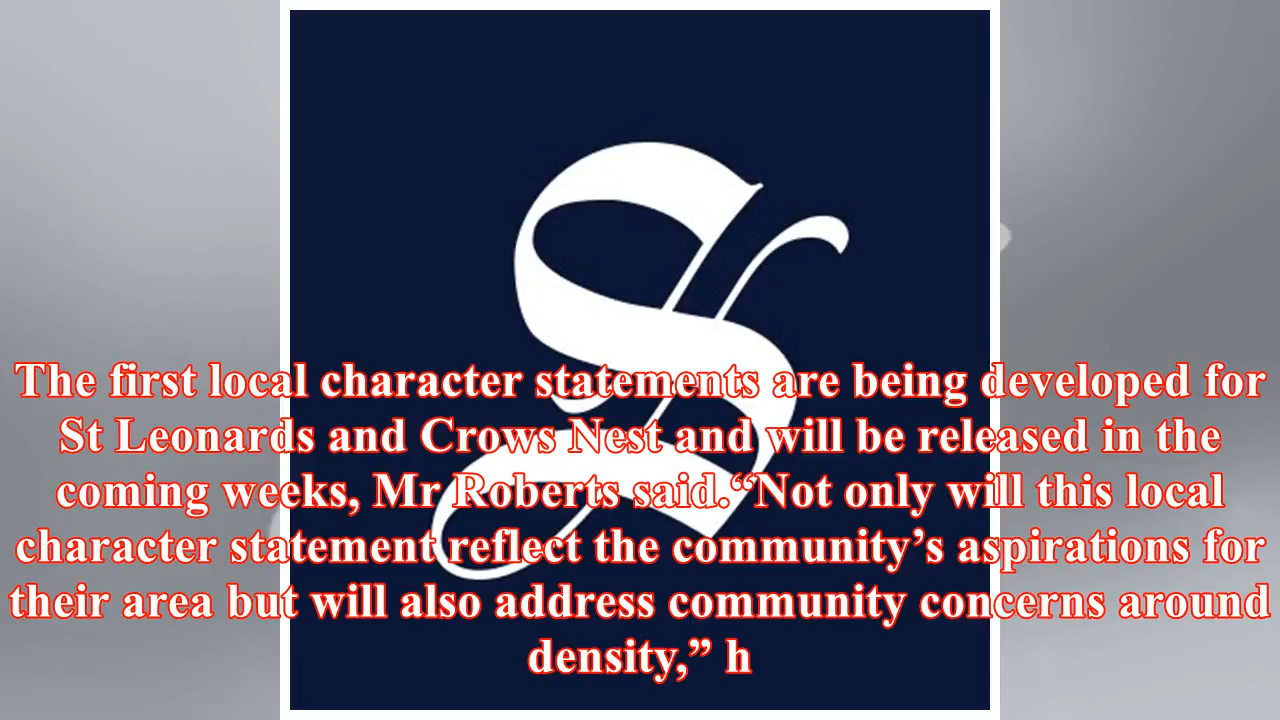 The first local character statements are being developed for
St Leonards and Crows Nest and will be released in the
coming weeks, Mr Roberts said.“Not only will this local
character statement reflect the community’s aspirations for
their area but will also address community concerns around
density,” h